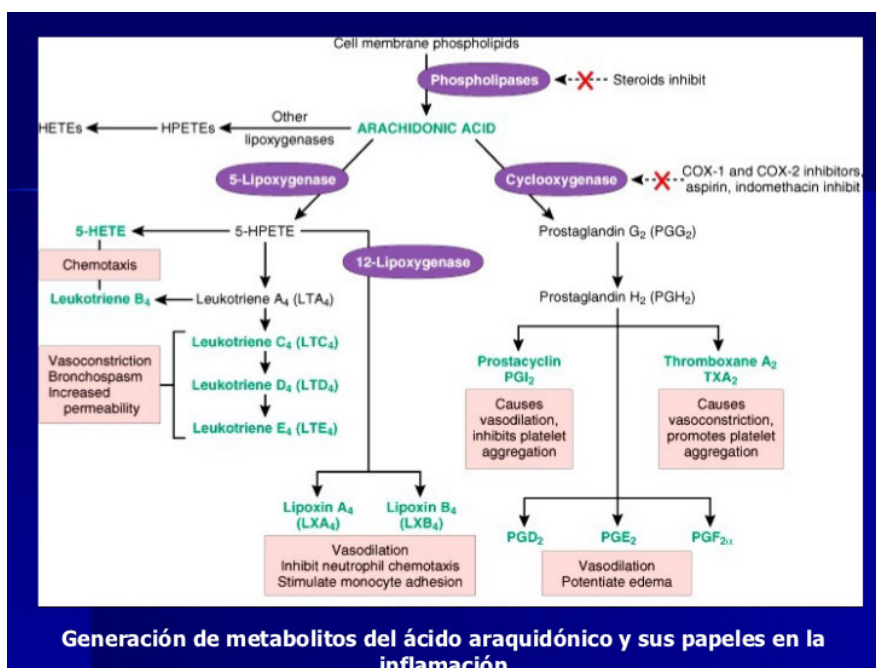 Cell membrane phospholipids
Phospholipases
Steroids inhibit
HETEs
HPETEs
Other
lipoxygenases
ARACHIDONIC ACID
5-Lipoxygenase
Cyclooxygenase
COX-1 and COX-2 inhibitors,
aspirin, indomethacin inhibit
5-HETE
5-HPETE
Prostaglandin G₂ (PGG₂)
Chemotaxis
12-Lipoxygenase
Leukotriene B₄
Leukotriene A₄ (LTA₄)
Prostaglandin H₂ (PGH₂)
Leukotriene C₄ (LTC₄)
Vasoconstriction
Bronchospasm
Increased
permeability
Leukotriene D₄ (LTD₄)
Leukotriene E₄ (LTE₄)
Prostacyclin
PGI₂
Causes
vasodilation,
inhibits platelet
aggregation
Thromboxane A₂
TXA₂
Causes
vasoconstriction,
promotes platelet
aggregation
Lipoxin A₄
(LXA₄)
Lipoxin B₄
(LXB₄)
Vasodilation
Inhibit neutrophil chemotaxis
Stimulate monocyte adhesion
PGD₂
PGE₂
PGF₂α
Vasodilation
Potentiate edema
Generación de metabolitos del ácido araquidónico y sus papeles en la
inflamación